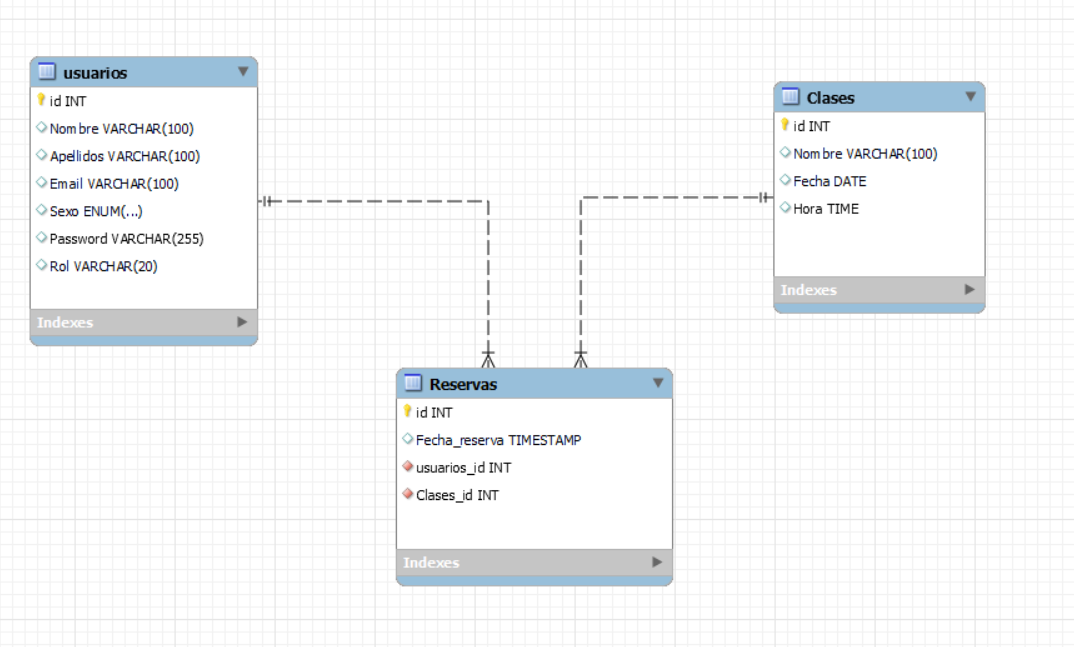 usuarios
id INT
Nombre VARCHAR(100)
Apellidos VARCHAR(100)
Email VARCHAR(100)
Sexo ENUM(...)
Password VARCHAR(255)
Rol VARCHAR(20)
Indexes
Clases
id INT
Nombre VARCHAR(100)
Fecha DATE
Hora TIME
Indexes
Reservas
id INT
Fecha_reserva TIMESTAMP
usuarios_id INT
Clases_id INT
Indexes